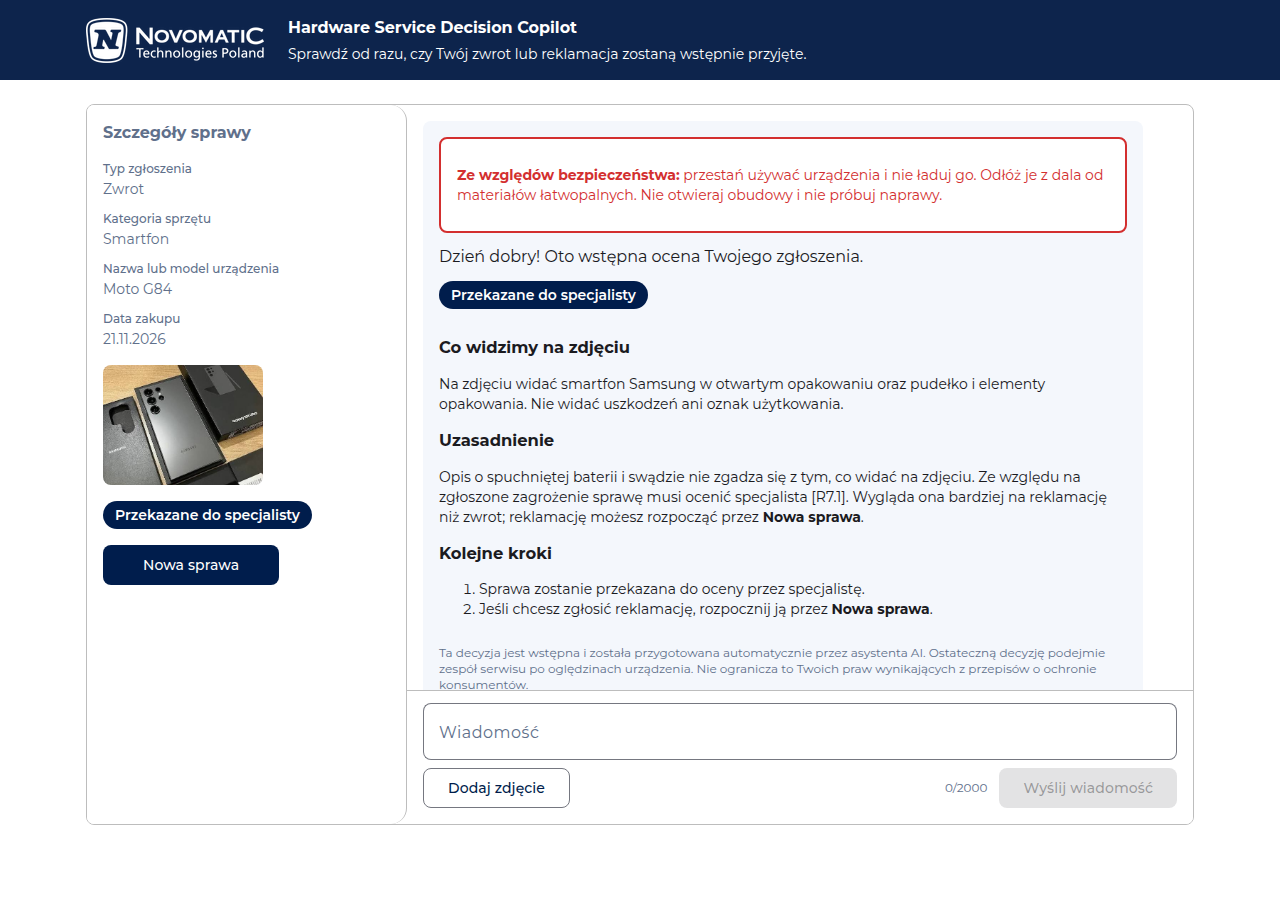 NOVOMATIC
Technologies Poland
Hardware Service Decision Copilot
Sprawdź od razu, czy Twój zwrot lub reklamacja zostaną wstępnie przyjęte.
Szczegóły sprawy
Typ zgłoszenia
Zwrot
Kategoria sprzętu
Smartfon
Nazwa lub model urządzenia
Moto G84
Data zakupu
21.11.2026
Przekazane do specjalisty
Nowa sprawa
Ze względów bezpieczeństwa: przestań używać urządzenia i nie ładuj go. Odłóż je z dala od
materiałów łatwopalnych. Nie otwieraj obudowy i nie próbuj naprawy.
Dzień dobry! Oto wstępna ocena Twojego zgłoszenia.
Przekazane do specjalisty
Co widzimy na zdjęciu
Na zdjęciu widać smartfon Samsung w otwartym opakowaniu oraz pudełko i elementy
opakowania. Nie widać uszkodzeń ani oznak użytkowania.
Uzasadnienie
Opis o spuchniętej baterii i swądzie nie zgadza się z tym, co widać na zdjęciu. Ze względu na
zgłoszone zagrożenie sprawę musi ocenić specjalista [R7.1]. Wygląda ona bardziej na reklamację
niż zwrot; reklamację możesz rozpocząć przez Nowa sprawa.
Kolejne kroki
1. Sprawa zostanie przekazana do oceny przez specjalistę.
2. Jeśli chcesz zgłosić reklamację, rozpocznij ją przez Nowa sprawa.
Ta decyzja jest wstępna i została przygotowana automatycznie przez asystenta AI. Ostateczną decyzję podejmie
zespół serwisu po oględzinach urządzenia. Nie ogranicza to Twoich praw wynikających z przepisów o ochronie
konsumentów.
Wiadomość
Dodaj zdjęcie
0/2000
Wyślij wiadomość